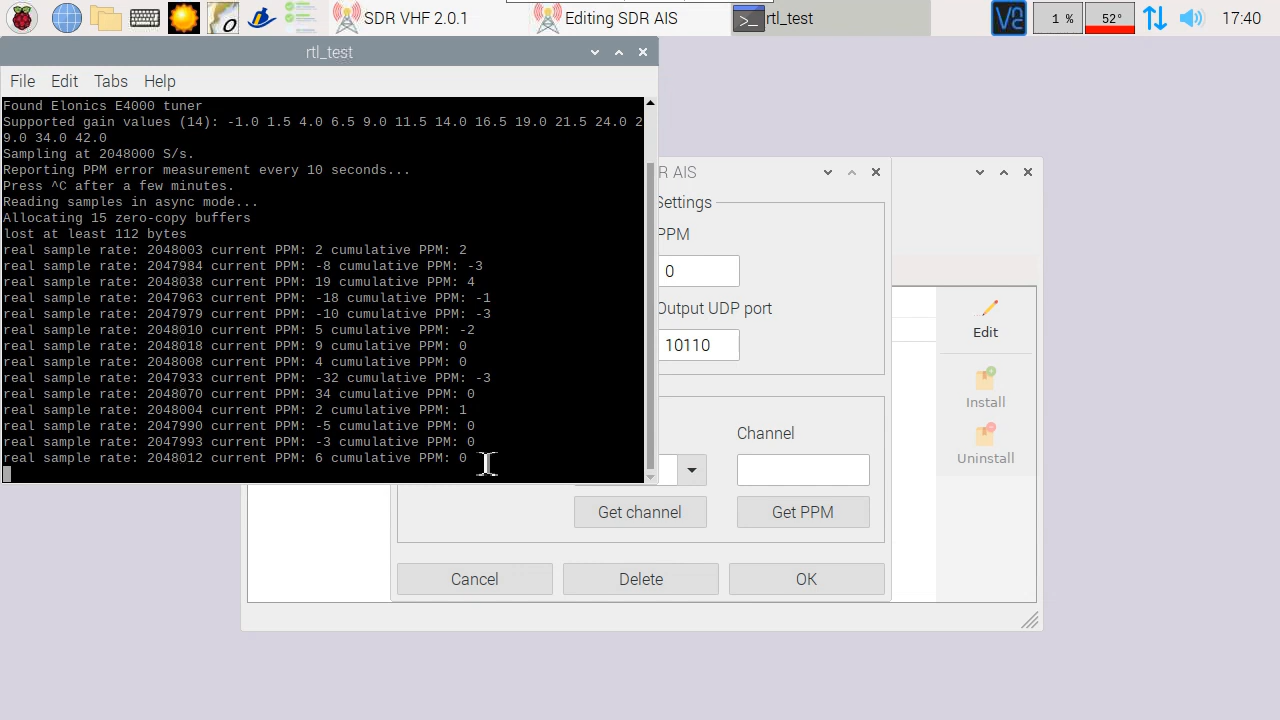 SDR VHF 2.0.1
Editing SDR AIS
rtl_test
VNC
1 %
52°
17:40
rtl_test
File Edit Tabs Help
Found Elonics E4000 tuner
Supported gain values (14): -1.0 1.5 4.0 6.5 9.0 11.5 14.0 16.5 19.0 21.5 24.0 2
9.0 34.0 42.0
Sampling at 2048000 S/s.
Reporting PPM error measurement every 10 seconds...
Press ^C after a few minutes.
Reading samples in async mode...
Allocating 15 zero-copy buffers
lost at least 112 bytes
real sample rate: 2048003 current PPM: 2 cumulative PPM: 2
real sample rate: 2047984 current PPM: -8 cumulative PPM: -3
real sample rate: 2048038 current PPM: 19 cumulative PPM: 4
real sample rate: 2047963 current PPM: -18 cumulative PPM: -1
real sample rate: 2047979 current PPM: -10 cumulative PPM: -3
real sample rate: 2048010 current PPM: 5 cumulative PPM: -2
real sample rate: 2048018 current PPM: 9 cumulative PPM: 0
real sample rate: 2048008 current PPM: 4 cumulative PPM: 0
real sample rate: 2047933 current PPM: -32 cumulative PPM: -3
real sample rate: 2048070 current PPM: 34 cumulative PPM: 0
real sample rate: 2048004 current PPM: 2 cumulative PPM: 1
real sample rate: 2047990 current PPM: -5 cumulative PPM: 0
real sample rate: 2047993 current PPM: -3 cumulative PPM: 0
real sample rate: 2048012 current PPM: 6 cumulative PPM: 0
R AIS
Settings
PPM
0
Output UDP port
10110
Channel
Get channel
Get PPM
Cancel
Delete
OK
Edit
Install
Uninstall